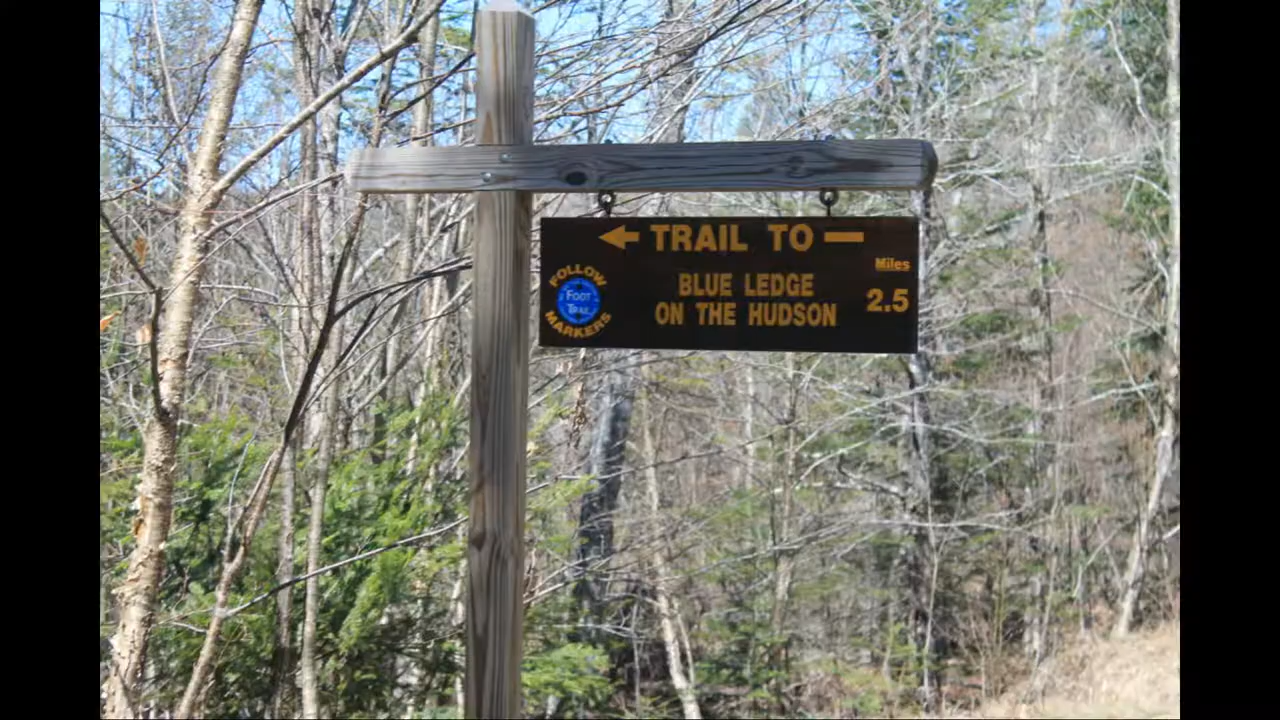 TRAIL TO
Miles
BLUE LEDGE
ON THE HUDSON
2.5
FOLLOW
FOOT
TRAIL
MARKERS